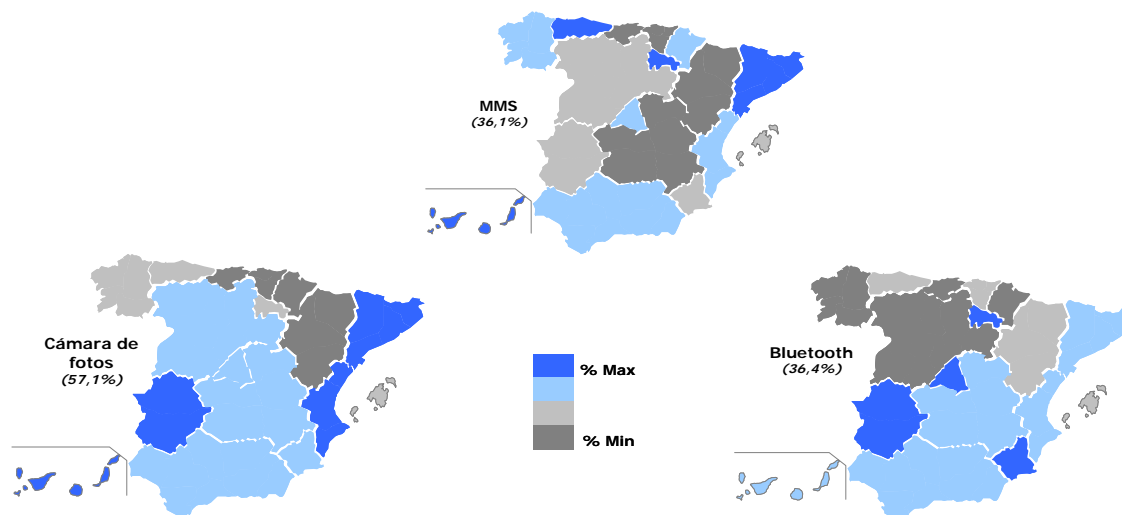 MMS
(36,1%)
Cámara de
fotos
(57,1%)
% Max
% Min
Bluetooth
(36,4%)